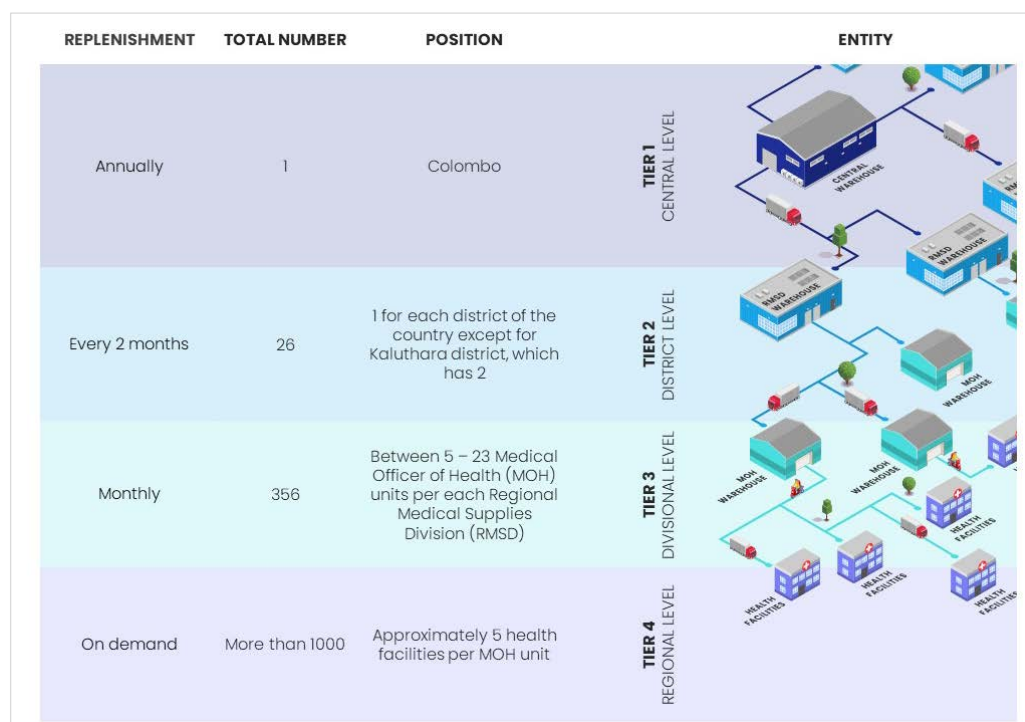 REPLENISHMENT TOTAL NUMBER POSITION ENTITY
Annually 1 Colombo
TIER 1
CENTRAL LEVEL
CENTRAL
WAREHOUSE
RMSD
WAREHOUSE
RMSD
WAREHOUSE
Every 2 months 26
1 for each district of the
country except for
Kaluthara district, which
has 2
TIER 2
DISTRICT LEVEL
MOH
WAREHOUSE
Monthly 356
Between 5 – 23 Medical
Officer of Health (MOH)
units per each Regional
Medical Supplies
Division (RMSD)
TIER 3
DIVISIONAL LEVEL
MOH
WAREHOUSE
MOH
WAREHOUSE
HEALTH
FACILITIES
HEALTH
FACILITIES
HEALTH
FACILITIES
HEALTH
FACILITIES
On demand More than 1000
Approximately 5 health
facilities per MOH unit
TIER 4
REGIONAL LEVEL